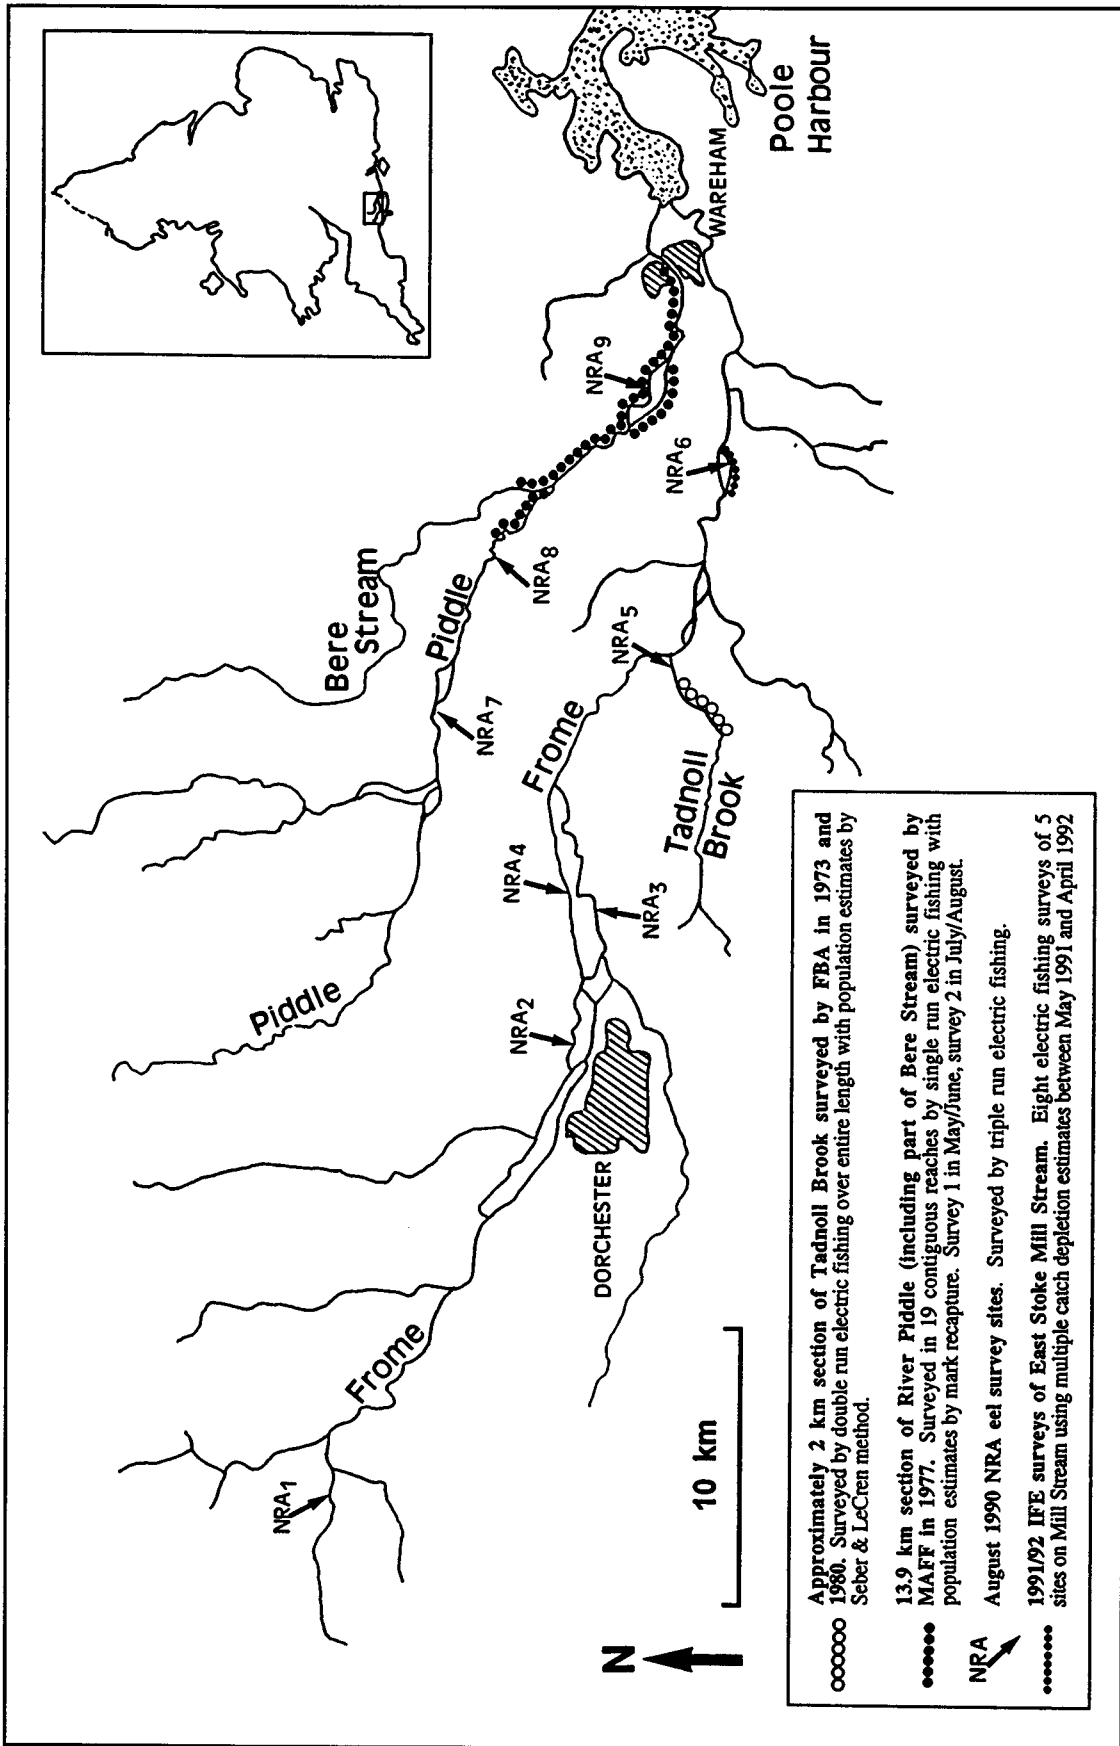 Poole
Harbour
WAREHAM
NRA9
NRA6
Bere
Stream
Piddle
NRA8
NRA7
NRA5
Frome
Tadnoll
Brook
NRA4
NRA3
Piddle
NRA2
DORCHESTER
Frome
NRA1
10 km
N
Approximately 2 km section of Tadnoll Brook surveyed by FBA in 1973 and
1980. Surveyed by double run electric fishing over entire length with population estimates by
Seber & LeCren method.
13.9 km section of River Piddle (including part of Bere Stream) surveyed by
MAFF in 1977. Surveyed in 19 contiguous reaches by single run electric fishing with
population estimates by mark recapture. Survey 1 in May/June, survey 2 in July/August.
NRA
August 1990 NRA eel survey sites. Surveyed by triple run electric fishing.
1991/92 IFE surveys of East Stoke Mill Stream. Eight electric fishing surveys of 5
sites on Mill Stream using multiple catch depletion estimates between May 1991 and April 1992